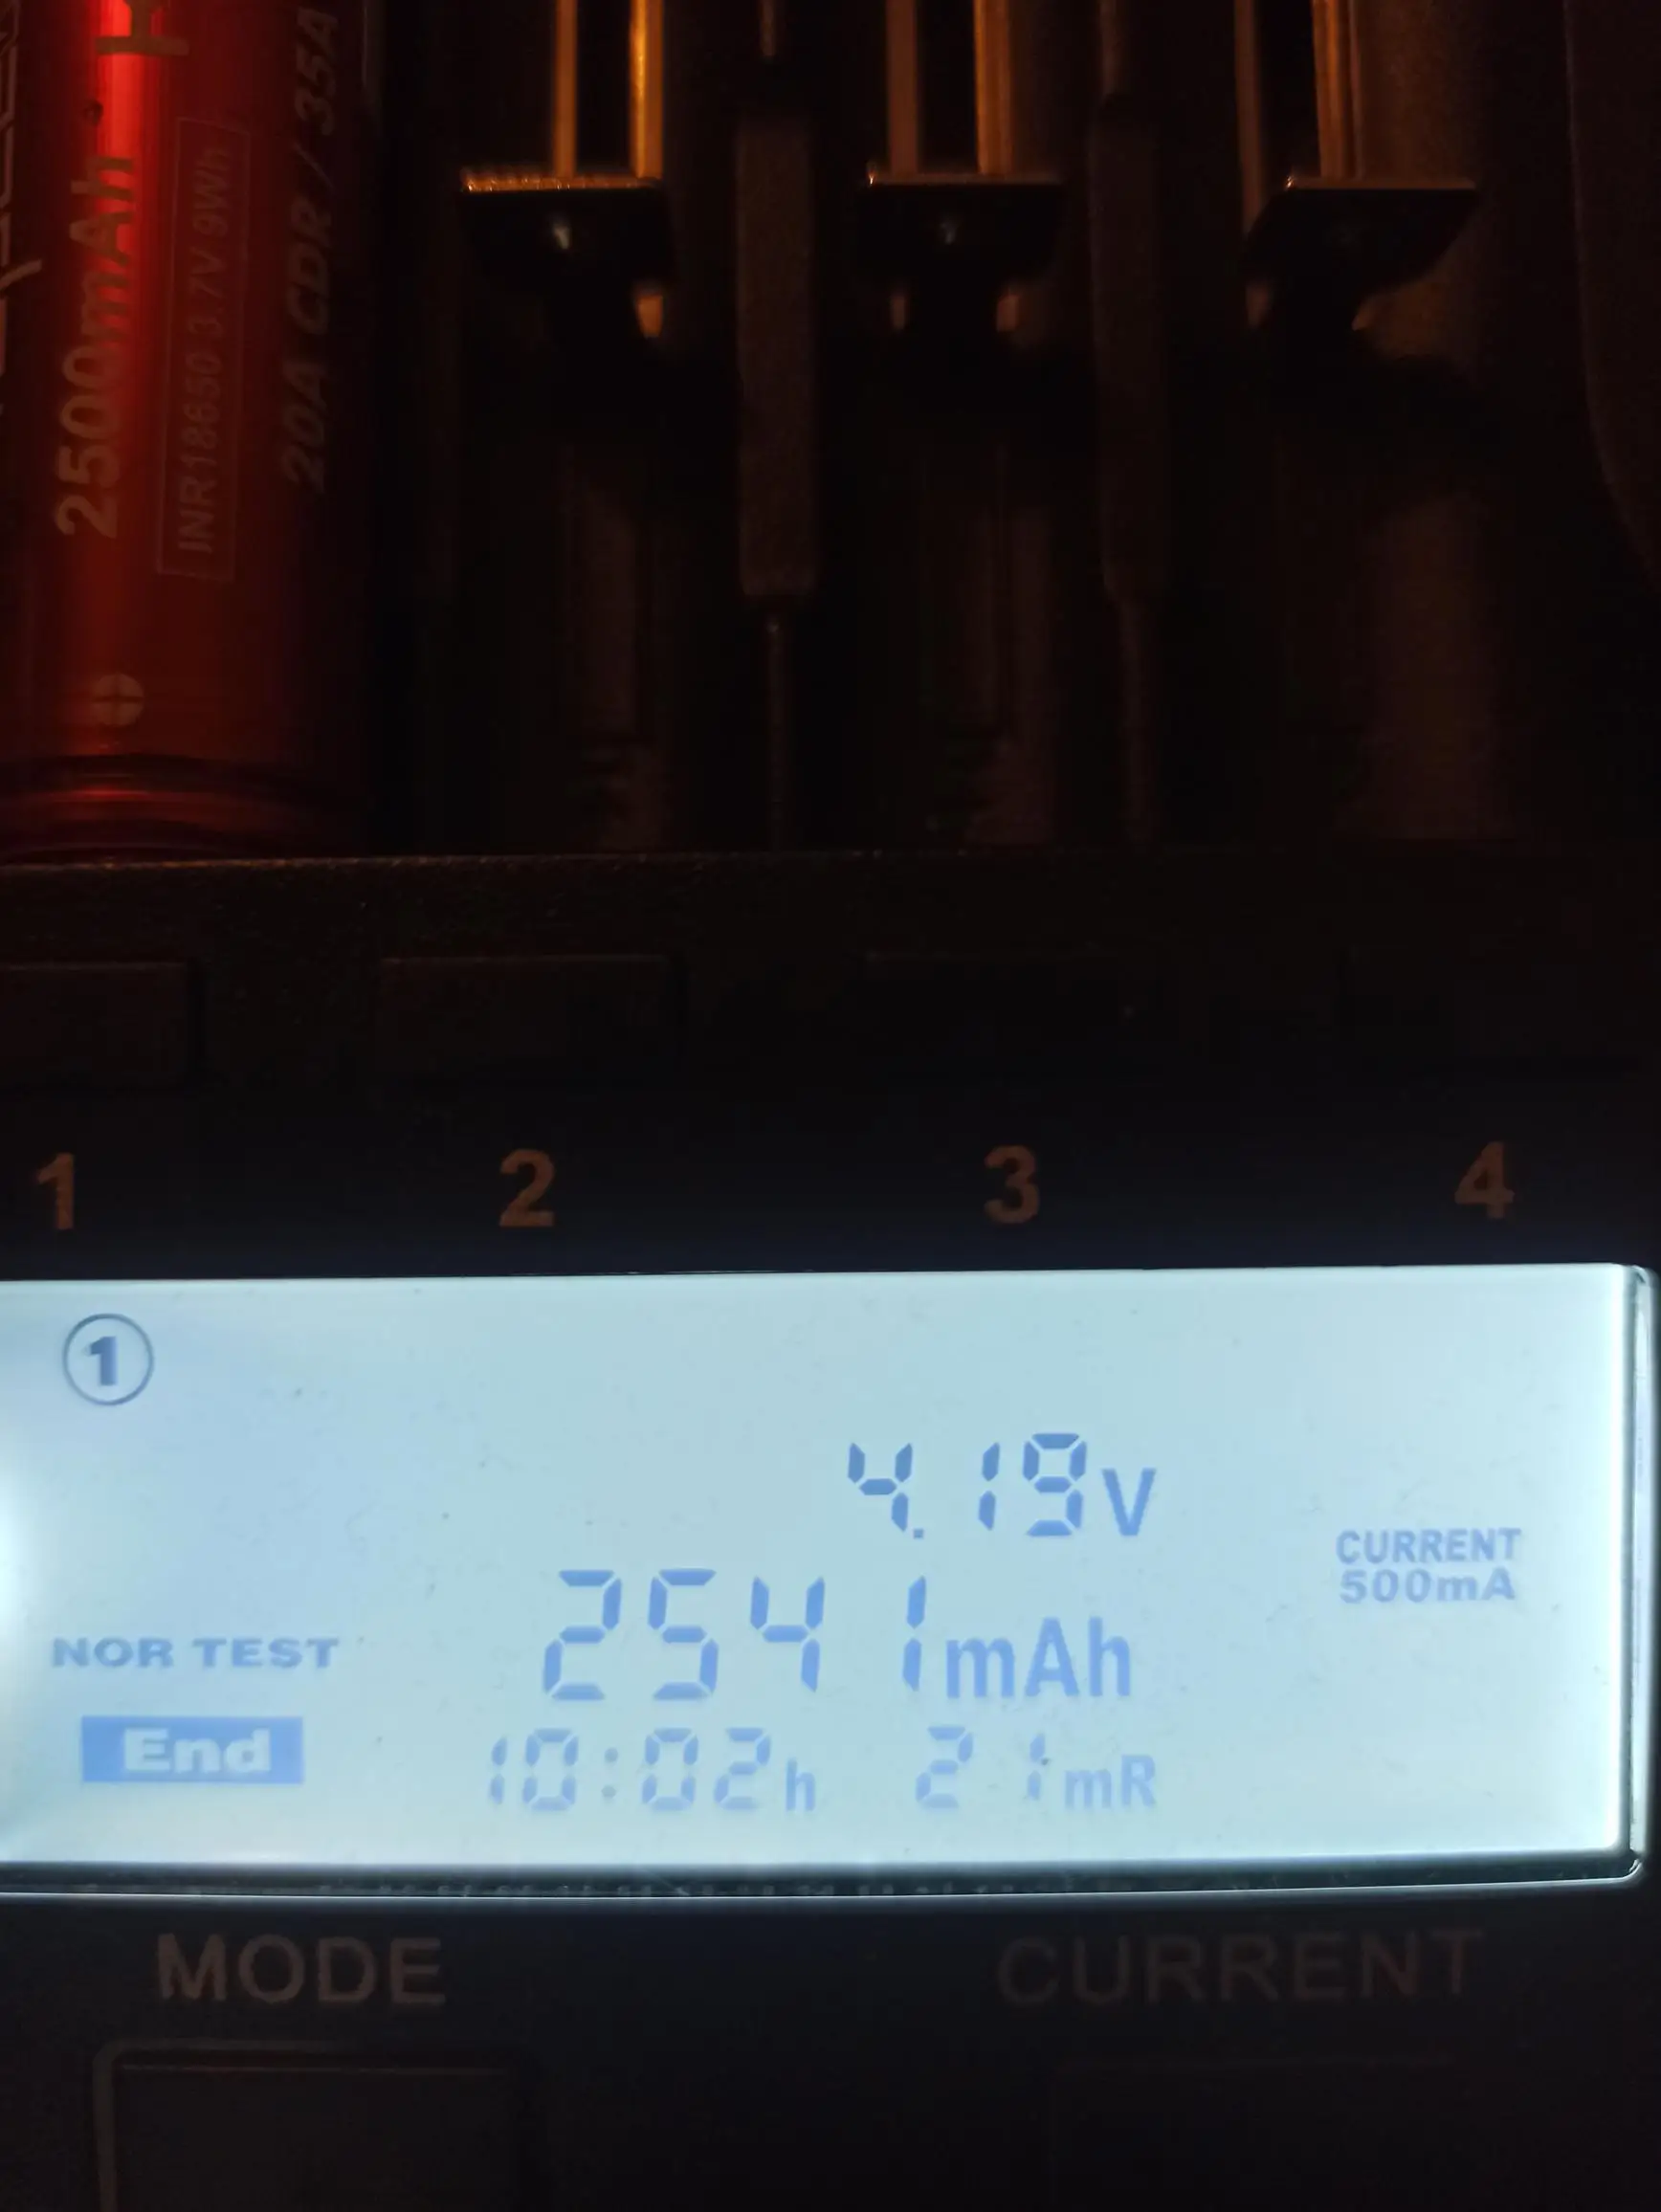 2500mAh
INR18650 3.7V 9Wh
20A CDR / 35A
1 2 3 4
1
4.19V
CURRENT
500mA
2541mAh
NOR TEST
End
10:02h 21mR
MODE CURRENT